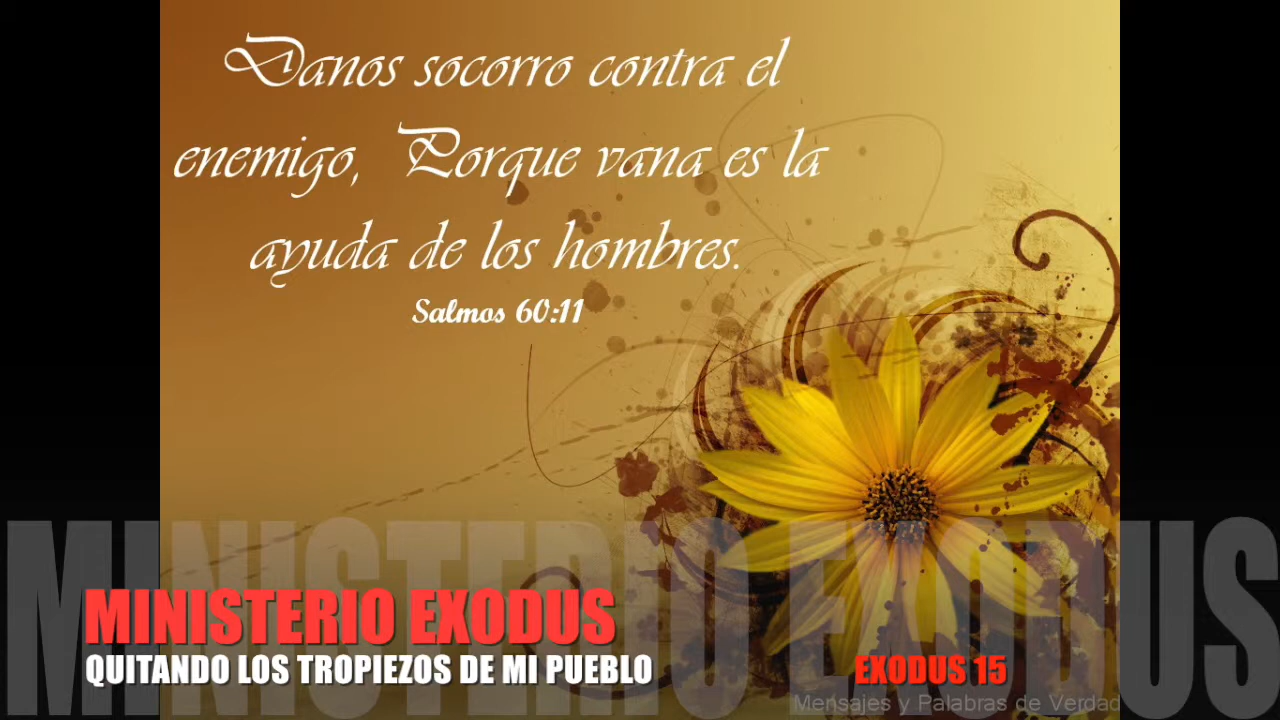 Danos socorro contra el
enemigo, Porque vana es la
ayuda de los hombres.
Salmos 60:11
MINISTERIO EXODUS
MINISTERIO EXODUS
QUITANDO LOS TROPIEZOS DE MI PUEBLO
EXODUS 15
Mensajes y Palabras de Verdad